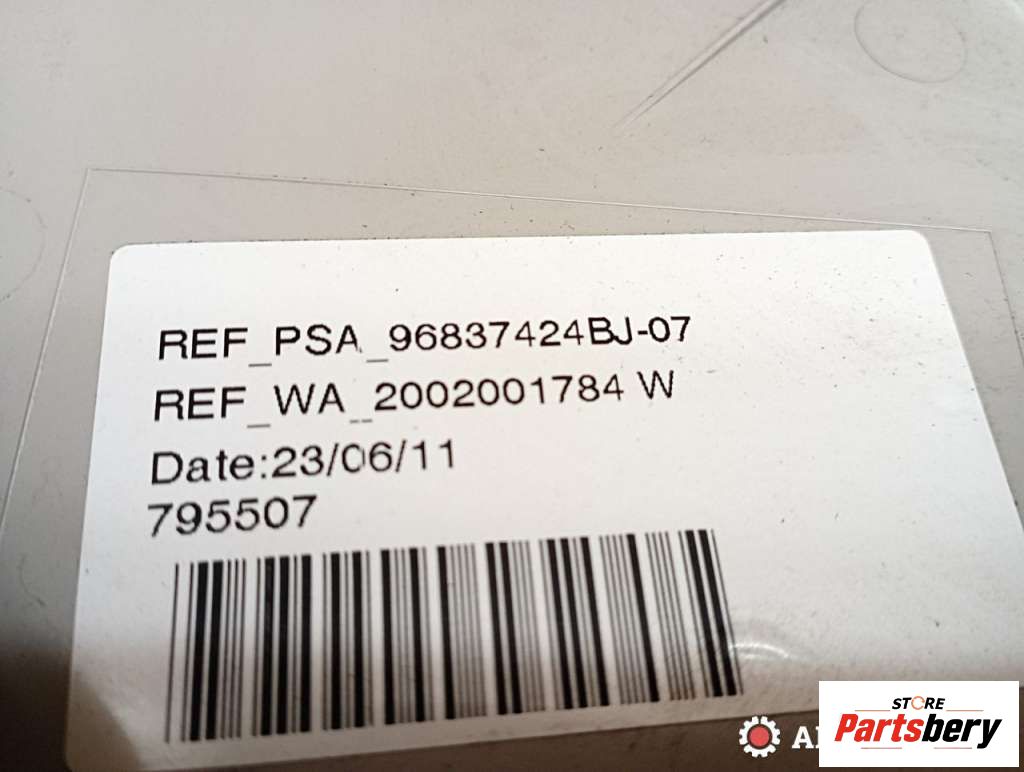 REF_PSA_96837424BJ-07
REF_WA_2002001784 W
Date:23/06/11
795507
STORE
Partsbery